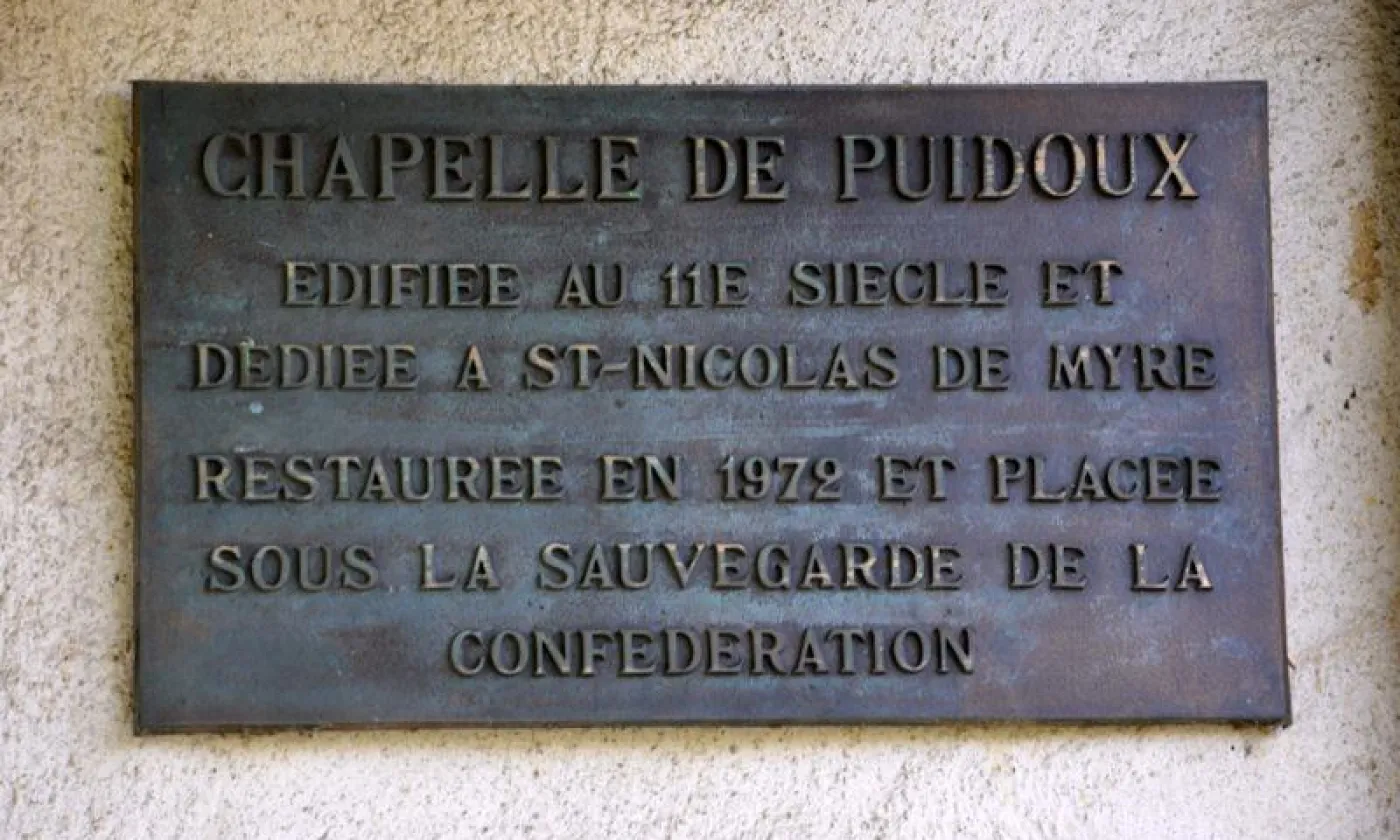 CHAPELLE DE PUIDOUX
EDIFIEE AU 11E SIECLE ET
DEDIEE A ST-NICOLAS DE MYRE
RESTAUREE EN 1972 ET PLACEE
SOUS LA SAUVEGARDE DE LA
CONFEDERATION